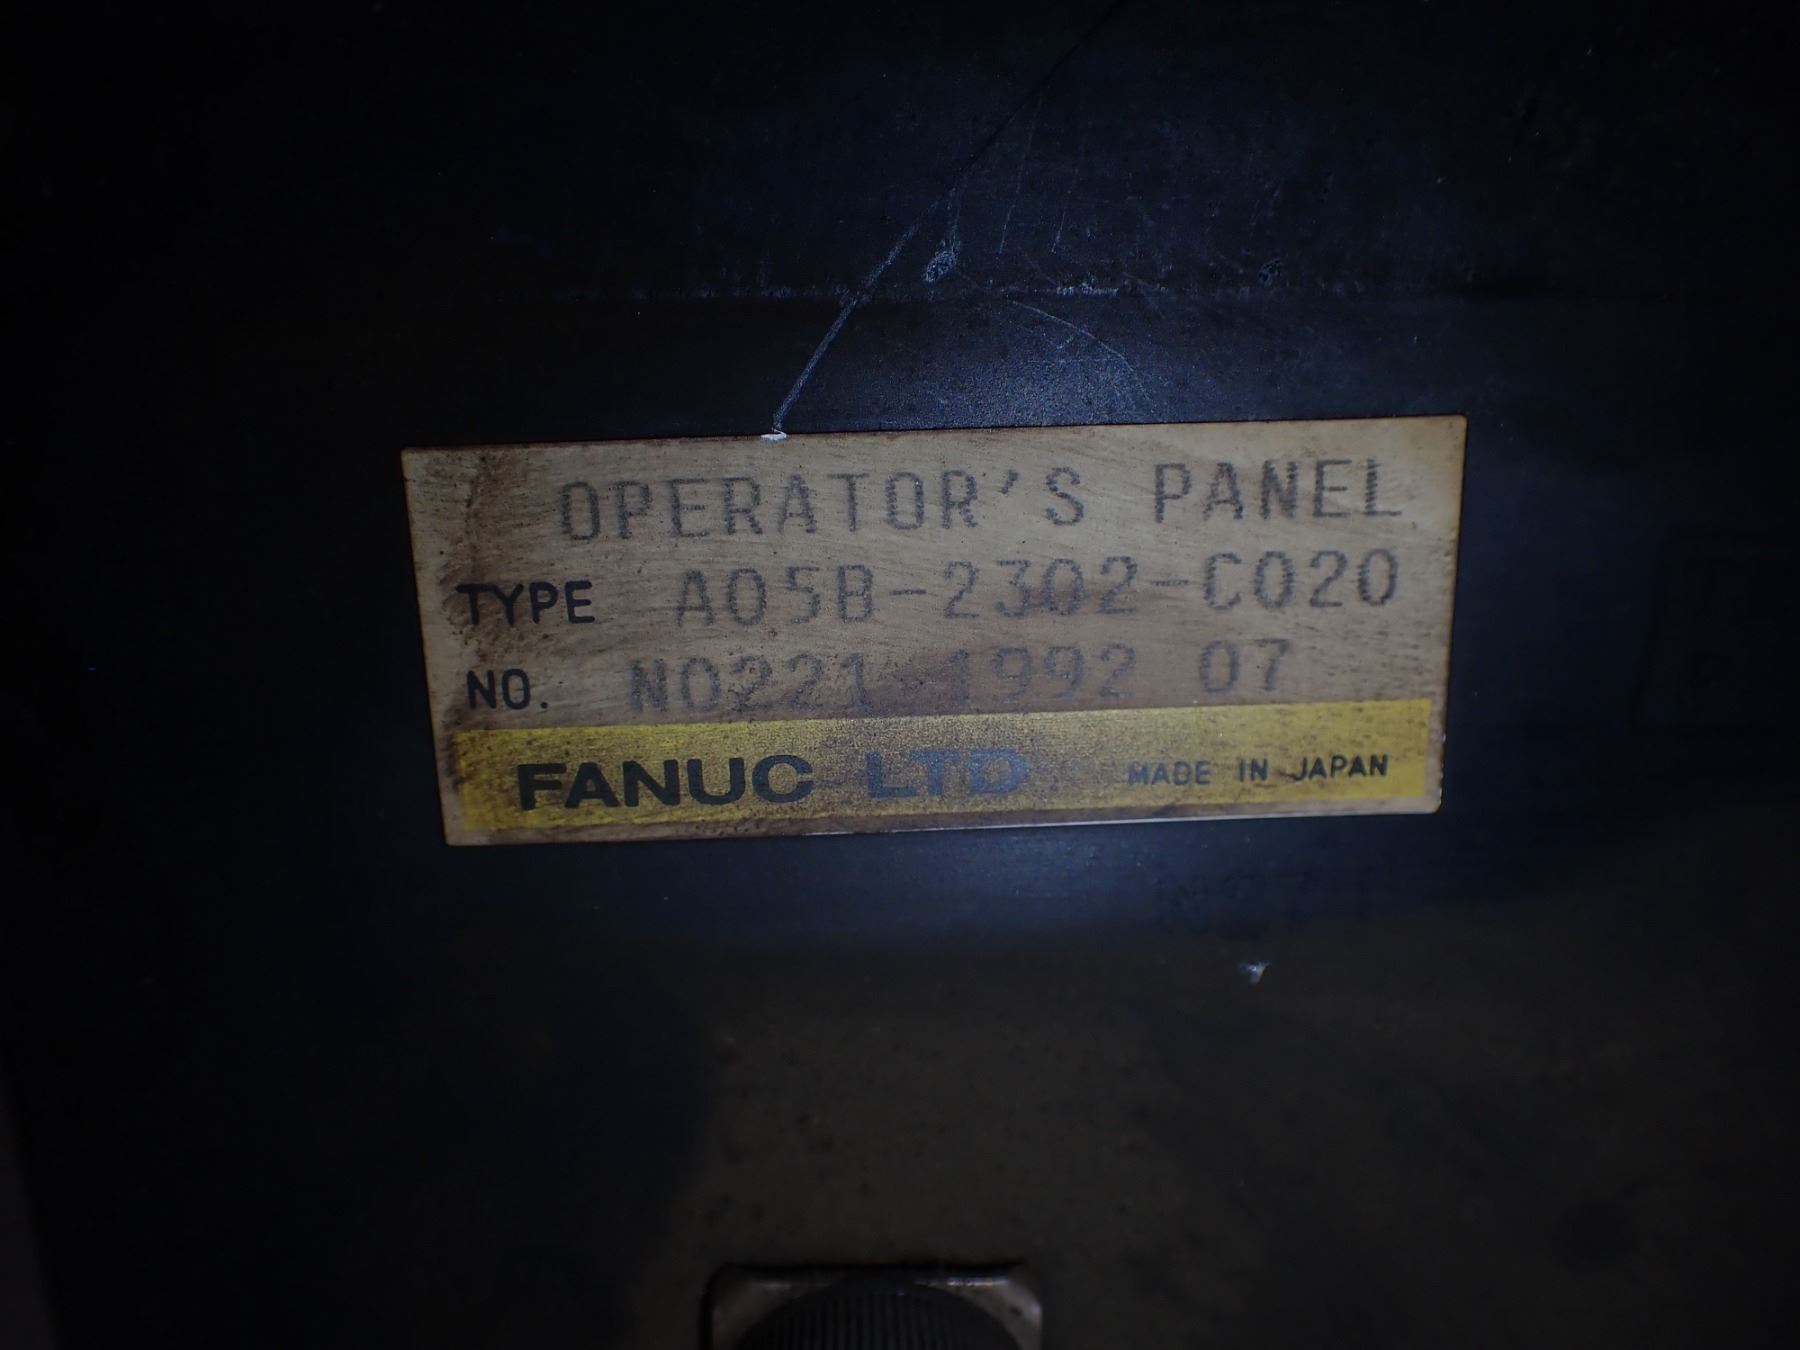 OPERATOR'S PANEL
TYPE A05B-2302-C020
NO. N0221 1992 07
FANUC LTD MADE IN JAPAN